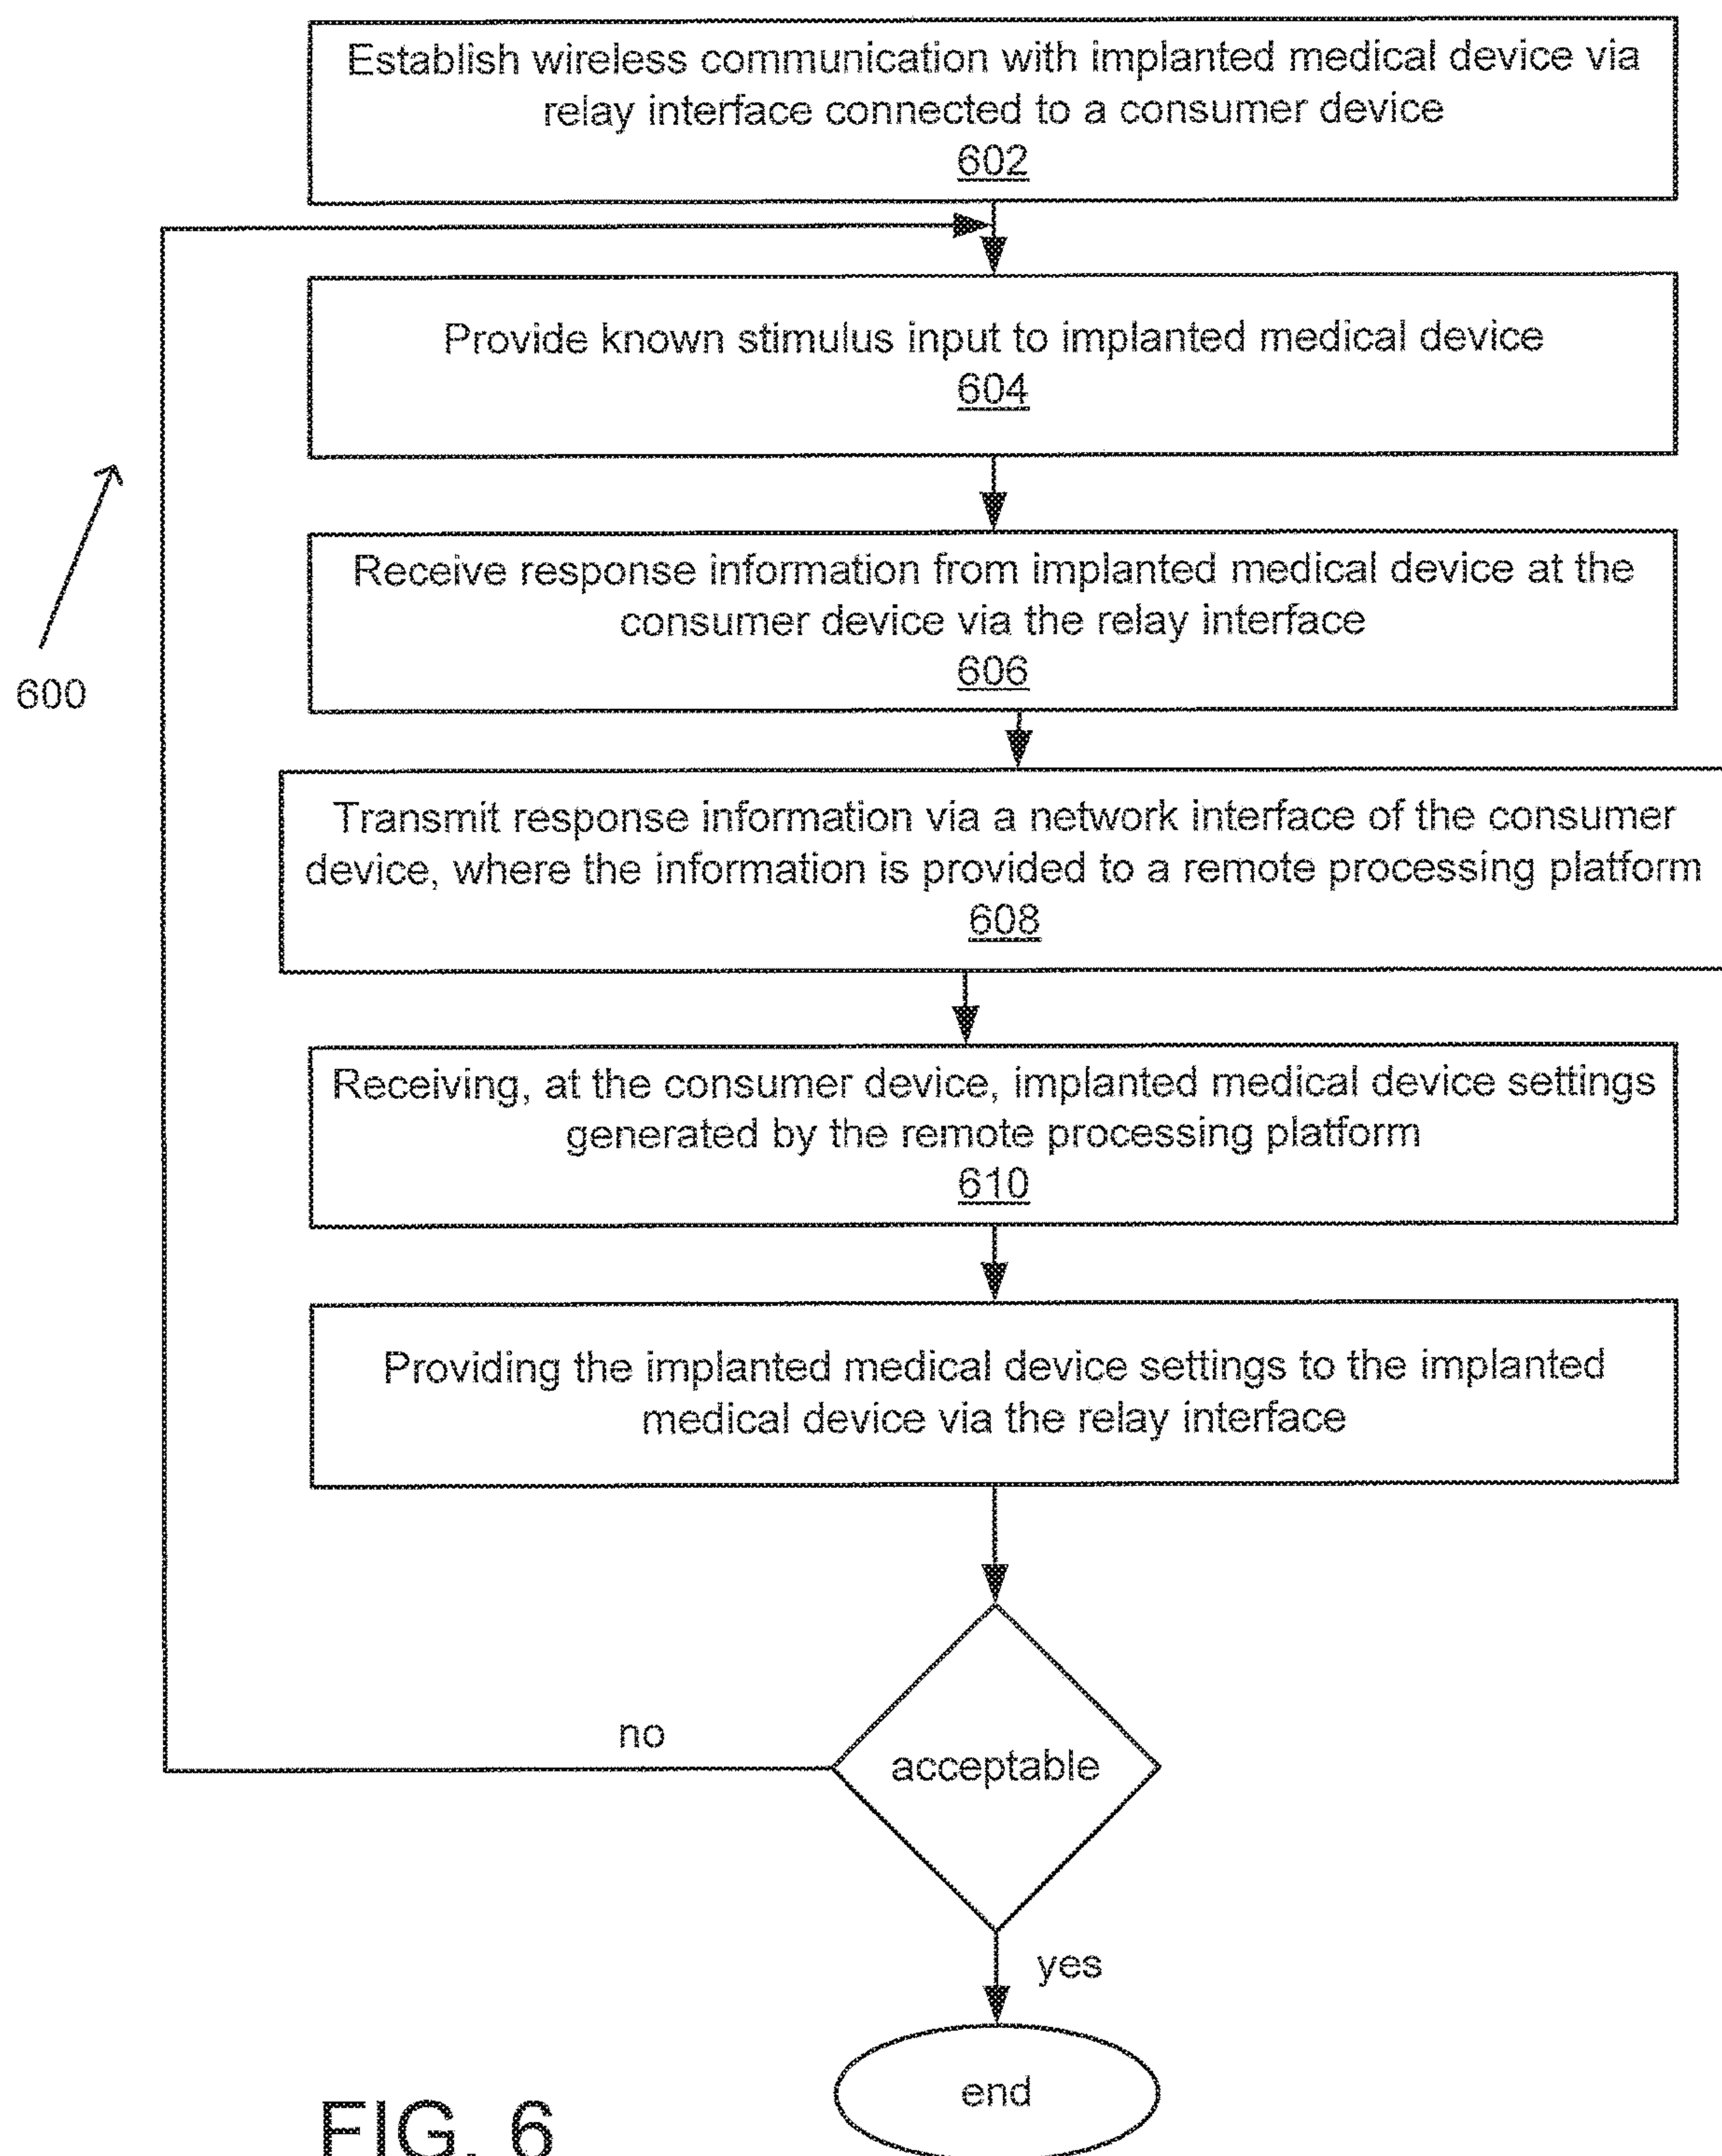 Establish wireless communication with implanted medical device via
relay interface connected to a consumer device
602
Provide known stimulus input to implanted medical device
604
Receive response information from implanted medical device at the
consumer device via the relay interface
606
600
Transmit response information via a network interface of the consumer
device, where the information is provided to a remote processing platform
608
Receiving, at the consumer device, implanted medical device settings
generated by the remote processing platform
610
Providing the implanted medical device settings to the implanted
medical device via the relay interface
no
acceptable
yes
end
FIG. 6